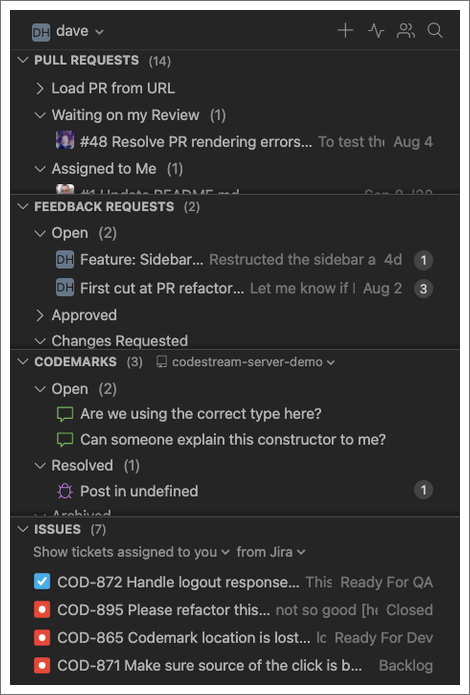 DH dave
PULL REQUESTS (14)
Load PR from URL
Waiting on my Review (1)
#48 Resolve PR rendering errors... To test the Aug 4
Assigned to Me (1)
#1 Update README.md
FEEDBACK REQUESTS (2)
Open (2)
DH Feature: Sidebar... Restructed the sidebar a 4d 1
DH First cut at PR refactor... Let me know if I Aug 2 3
Approved
Changes Requested
CODEMARKS (3) codestream-server-demo
Open (2)
Are we using the correct type here?
Can someone explain this constructor to me?
Resolved (1)
Post in undefined 1
Archived
ISSUES (7)
Show tickets assigned to you from Jira
COD-872 Handle logout response... This Ready For QA
COD-895 Please refactor this... not so good [he Closed
COD-865 Codemark location is lost... lo Ready For Dev
COD-871 Make sure source of the click is b... Backlog